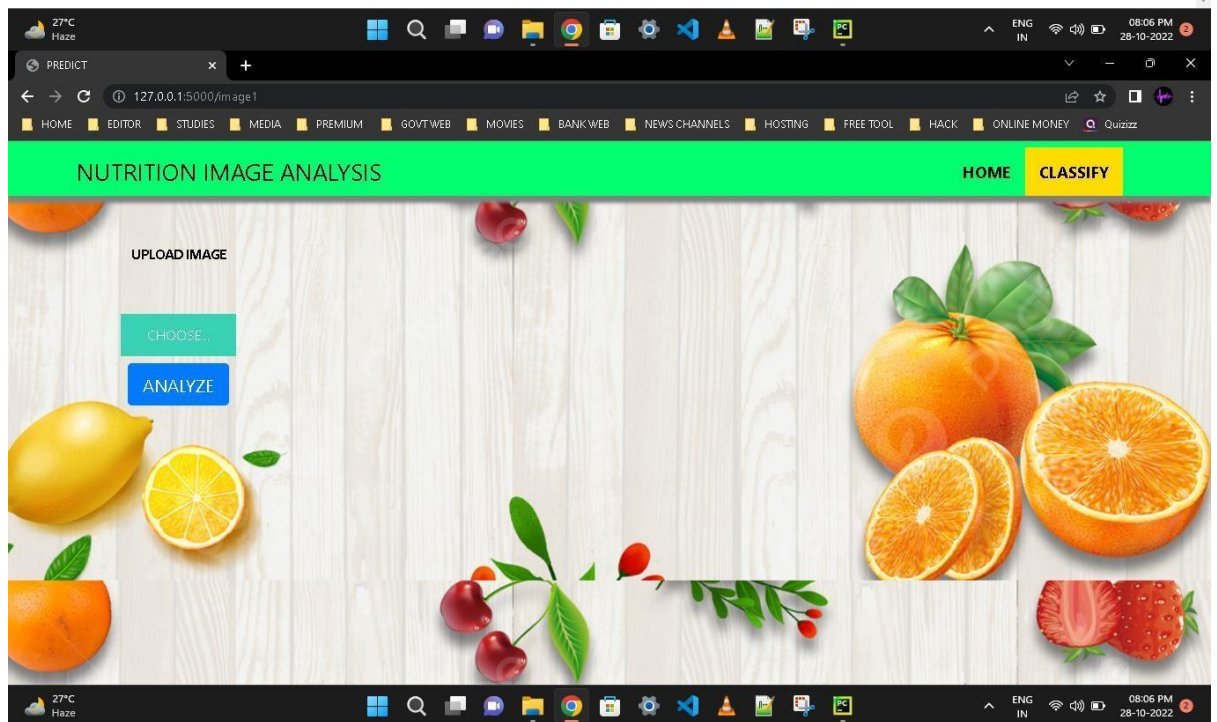 27°C
Haze
ENG
IN
08:06 PM
28-10-2022
2
PREDICT
127.0.0.1:5000/image1
HOME EDITOR STUDIES MEDIA PREMIUM GOVT WEB MOVIES BANK WEB NEWS CHANNELS HOSTING FREE TOOL HACK ONLINE MONEY Quizizz
NUTRITION IMAGE ANALYSIS HOME CLASSIFY
UPLOAD IMAGE
CHOOSE...
ANALYZE
27°C
Haze
ENG
IN
08:06 PM
28-10-2022
2